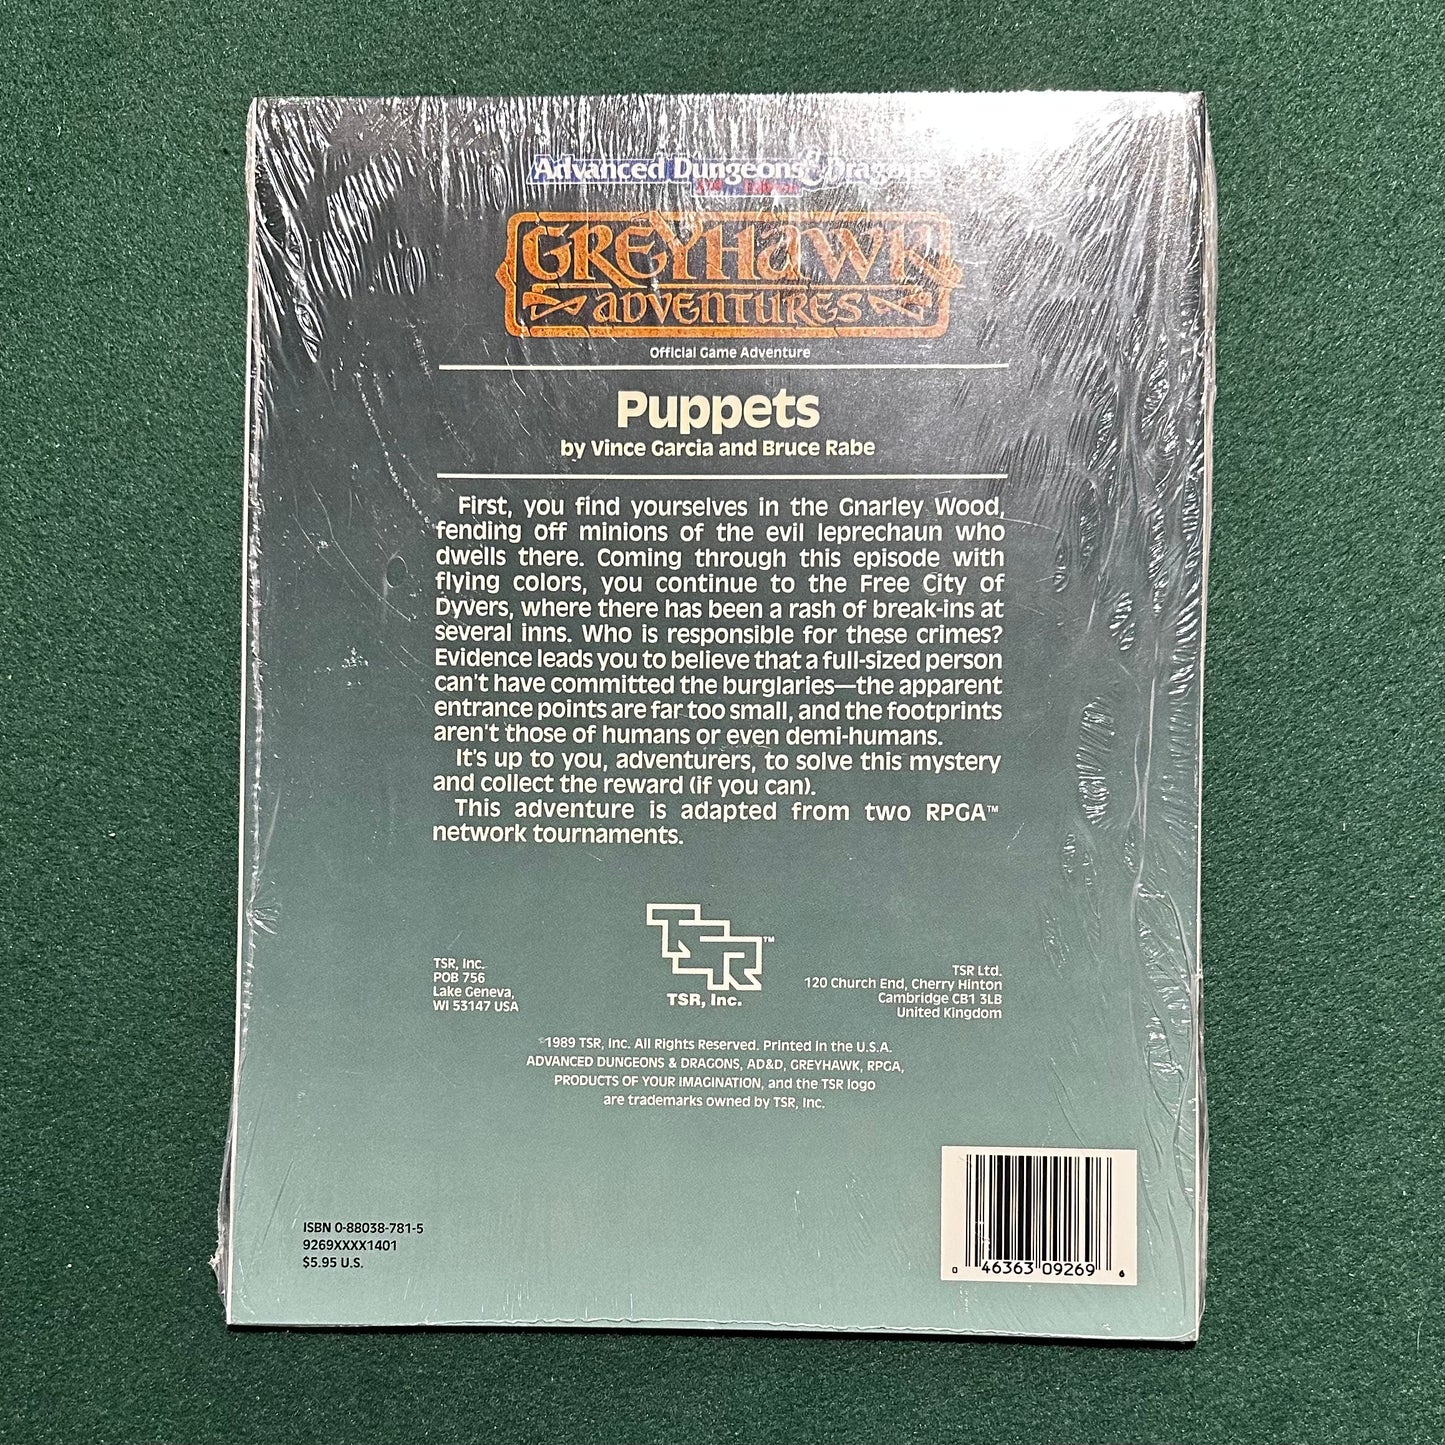 Advanced Dungeons & Dragons
2nd Edition
GREYHAWK
ADVENTURES
Official Game Adventure
Puppets
by Vince Garcia and Bruce Rabe
First, you find yourselves in the Gnarley Wood,
fending off minions of the evil leprechaun who
dwells there. Coming through this episode with
flying colors, you continue to the Free City of
Dyvers, where there has been a rash of break-ins at
several inns. Who is responsible for these crimes?
Evidence leads you to believe that a full-sized person
can't have committed the burglaries—the apparent
entrance points are far too small, and the footprints
aren't those of humans or even demi-humans.
It's up to you, adventurers, to solve this mystery
and collect the reward (if you can).
This adventure is adapted from two RPGA™
network tournaments.
TSR, Inc.
POB 756
Lake Geneva,
WI 53147 USA
TSR™
TSR, Inc.
TSR Ltd.
120 Church End, Cherry Hinton
Cambridge CB1 3LB
United Kingdom
©1989 TSR, Inc. All Rights Reserved. Printed in the U.S.A.
ADVANCED DUNGEONS & DRAGONS, AD&D, GREYHAWK, RPGA,
PRODUCTS OF YOUR IMAGINATION, and the TSR logo
are trademarks owned by TSR, Inc.
ISBN 0-88038-781-5
9269XXXX1401
$5.95 U.S.
0 46363 09269 6